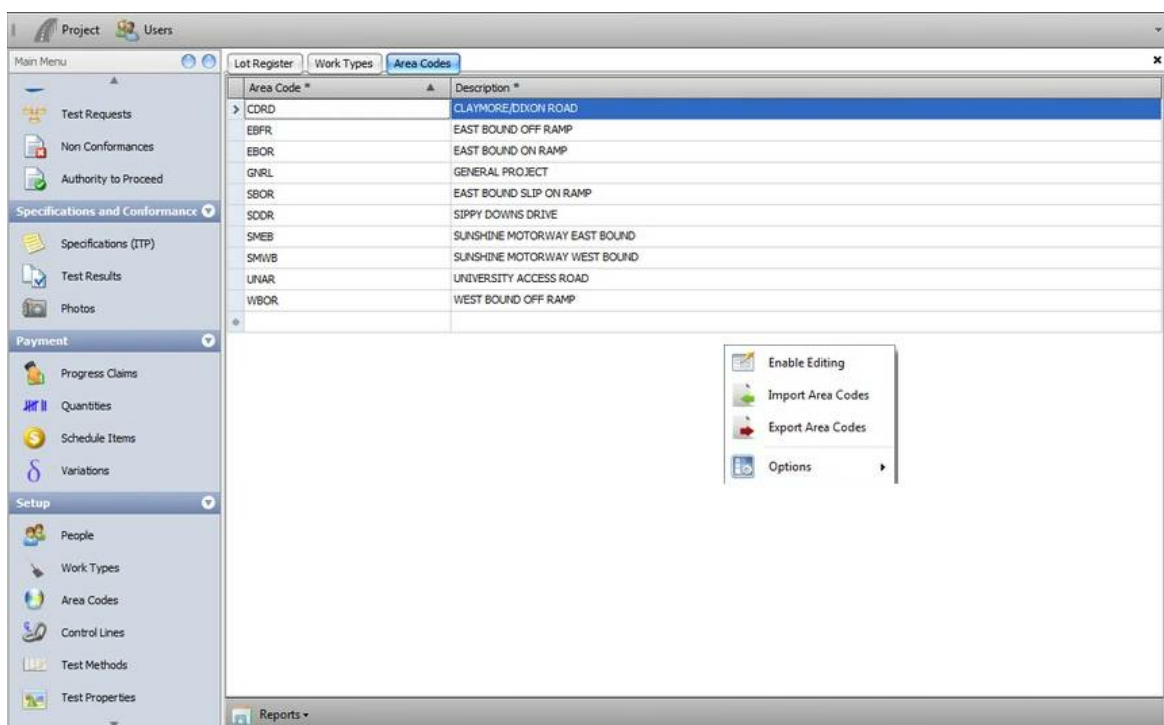 Project Users
Main Menu
Test Requests
Non Conformances
Authority to Proceed
Specifications and Conformance
Specifications (ITP)
Test Results
Photos
Payment
Progress Claims
Quantities
Schedule Items
Variations
Setup
People
Work Types
Area Codes
Control Lines
Test Methods
Test Properties
Lot Register Work Types Area Codes
Area Code * Description *
CDRD CLAYMORE/DIXON ROAD
EBFR EAST BOUND OFF RAMP
EBOR EAST BOUND ON RAMP
GNRL GENERAL PROJECT
SBOR EAST BOUND SLIP ON RAMP
SDDR SIPPY DOWNS DRIVE
SMEB SUNSHINE MOTORWAY EAST BOUND
SMWB SUNSHINE MOTORWAY WEST BOUND
UNAR UNIVERSITY ACCESS ROAD
WBOR WEST BOUND OFF RAMP
Enable Editing
Import Area Codes
Export Area Codes
Options
Reports